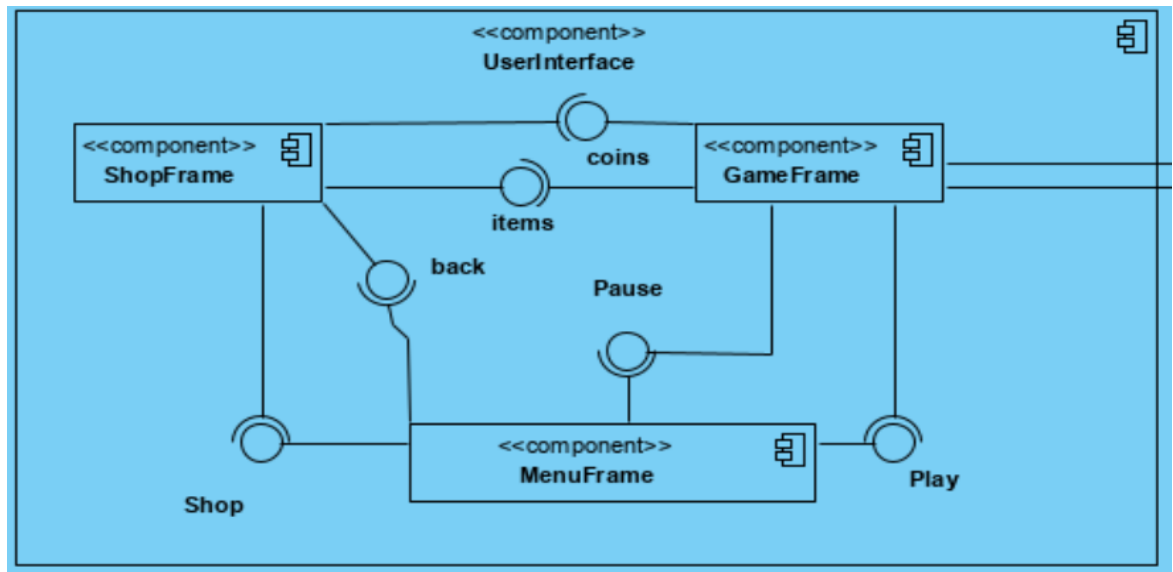 <<component>>
UserInterface
<<component>>
ShopFrame
coins
<<component>>
GameFrame
items
back
Pause
<<component>>
MenuFrame
Shop
Play